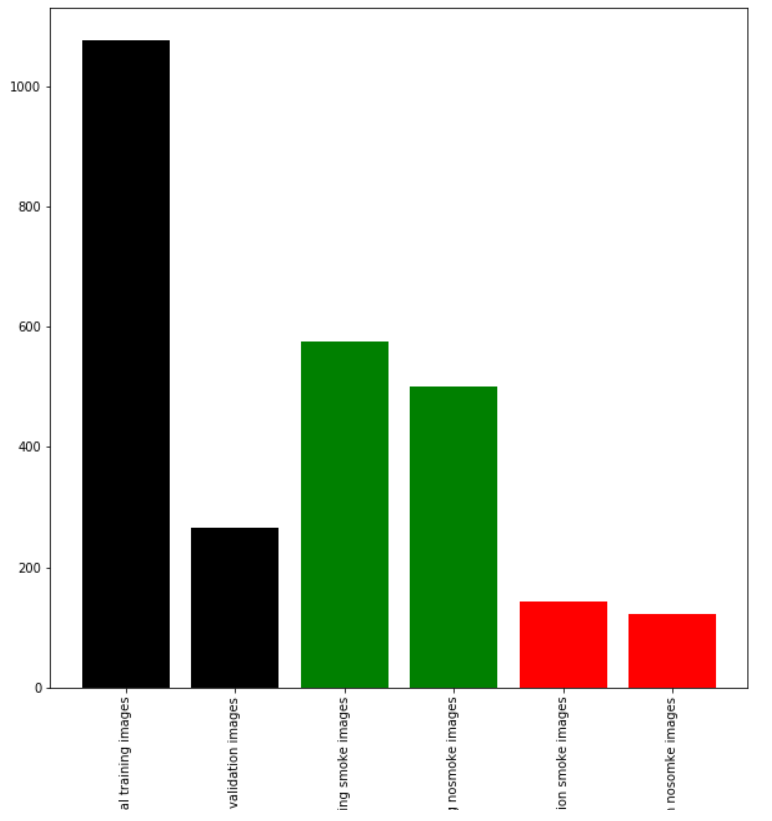 1000
800
600
400
200
0
al training images
validation images
ing smoke images
nosmoke images
ion smoke images
nosomke images